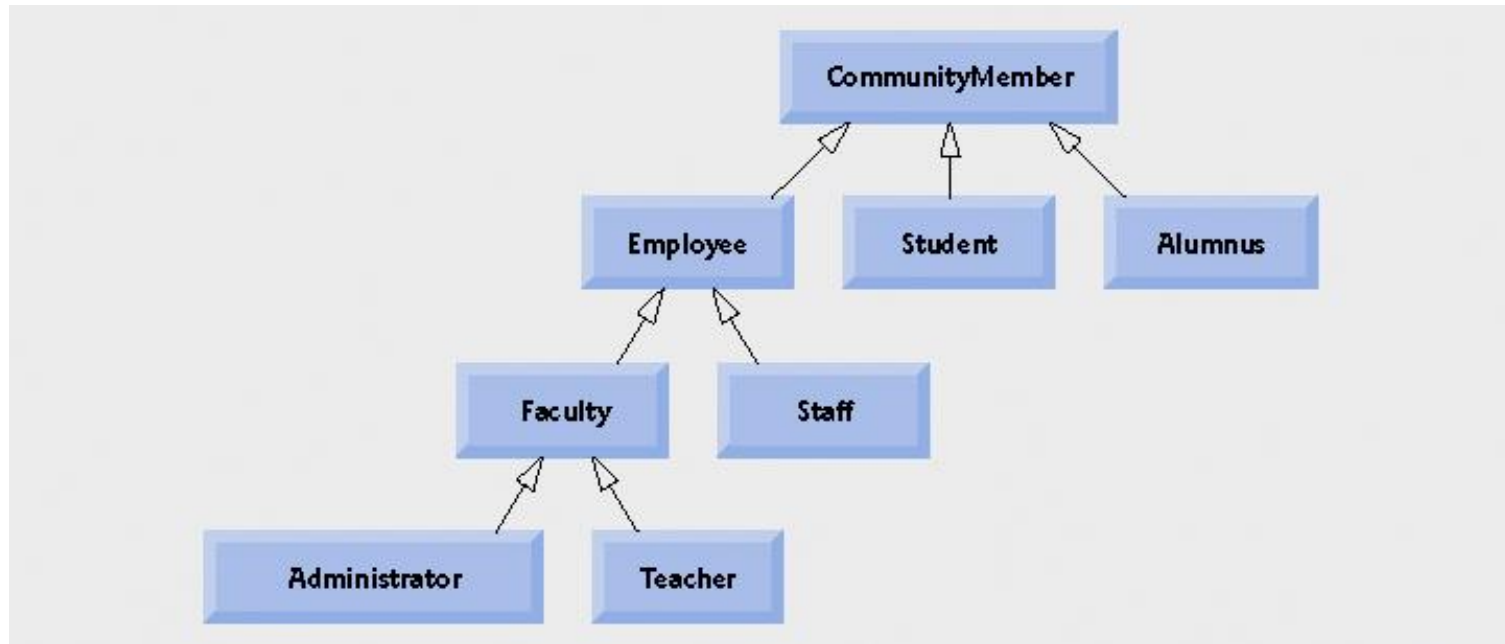 CommunityMember
Employee
Student
Alumnus
Faculty
Staff
Administrator
Teacher